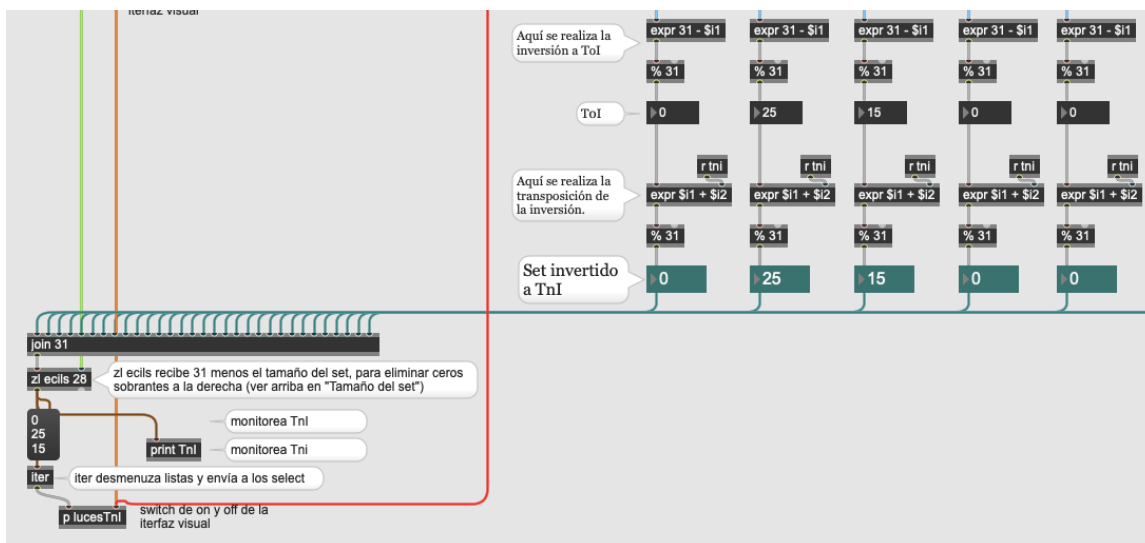 iterfaz visual
expr 31 - $i1
expr 31 - $i1
expr 31 - $i1
expr 31 - $i1
expr 31 - $i1
Aquí se realiza la
inversión a ToI
% 31
% 31
% 31
% 31
% 31
ToI
0
25
15
0
0
r tni
r tni
r tni
r tni
r tni
Aquí se realiza la
transposición de
la inversión.
expr $i1 + $i2
expr $i1 + $i2
expr $i1 + $i2
expr $i1 + $i2
expr $i1 + $i2
% 31
% 31
% 31
% 31
% 31
Set invertido
a TnI
0
25
15
0
0
join 31
zl ecils 28
zl ecils recibe 31 menos el tamaño del set, para eliminar ceros
sobrantes a la derecha (ver arriba en "Tamaño del set")
0
25
15
monitorea TnI
print TnI
monitorea Tni
iter
iter desmenuza listas y envía a los select
p lucesTnI
switch de on y off de la
iterfaz visual